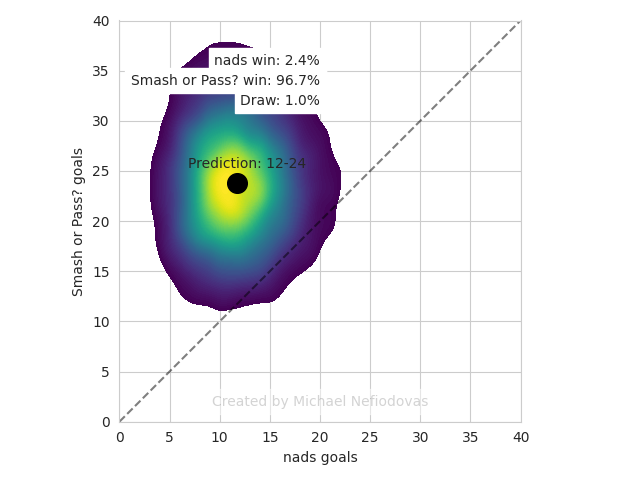 40
35
30
25
20
15
10
5
0
Smash or Pass? goals
nads win: 2.4%
Smash or Pass? win: 96.7%
Draw: 1.0%
Prediction: 12-24
Created by Michael Nefiodovas
0 5 10 15 20 25 30 35 40
nads goals